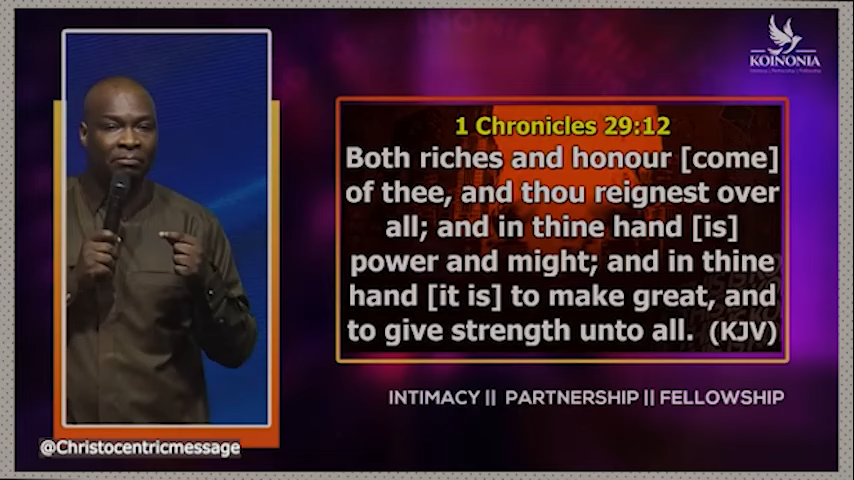 KOINONIA
1 Chronicles 29:12
Both riches and honour [come]
of thee, and thou reignest over
all; and in thine hand [is]
power and might; and in thine
hand [it is] to make great, and
to give strength unto all. (KJV)
INTIMACY || PARTNERSHIP || FELLOWSHIP
@Christocentricmessage